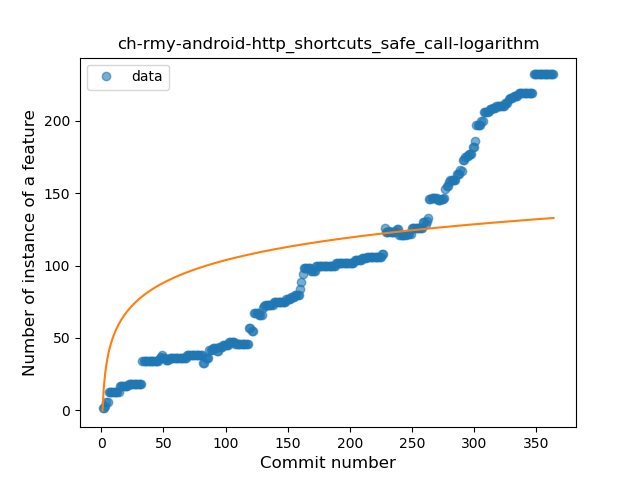 ch-rmy-android-http_shortcuts_safe_call-logarithm
data
Number of instance of a feature
200
150
100
50
0
0 50 100 150 200 250 300 350
Commit number